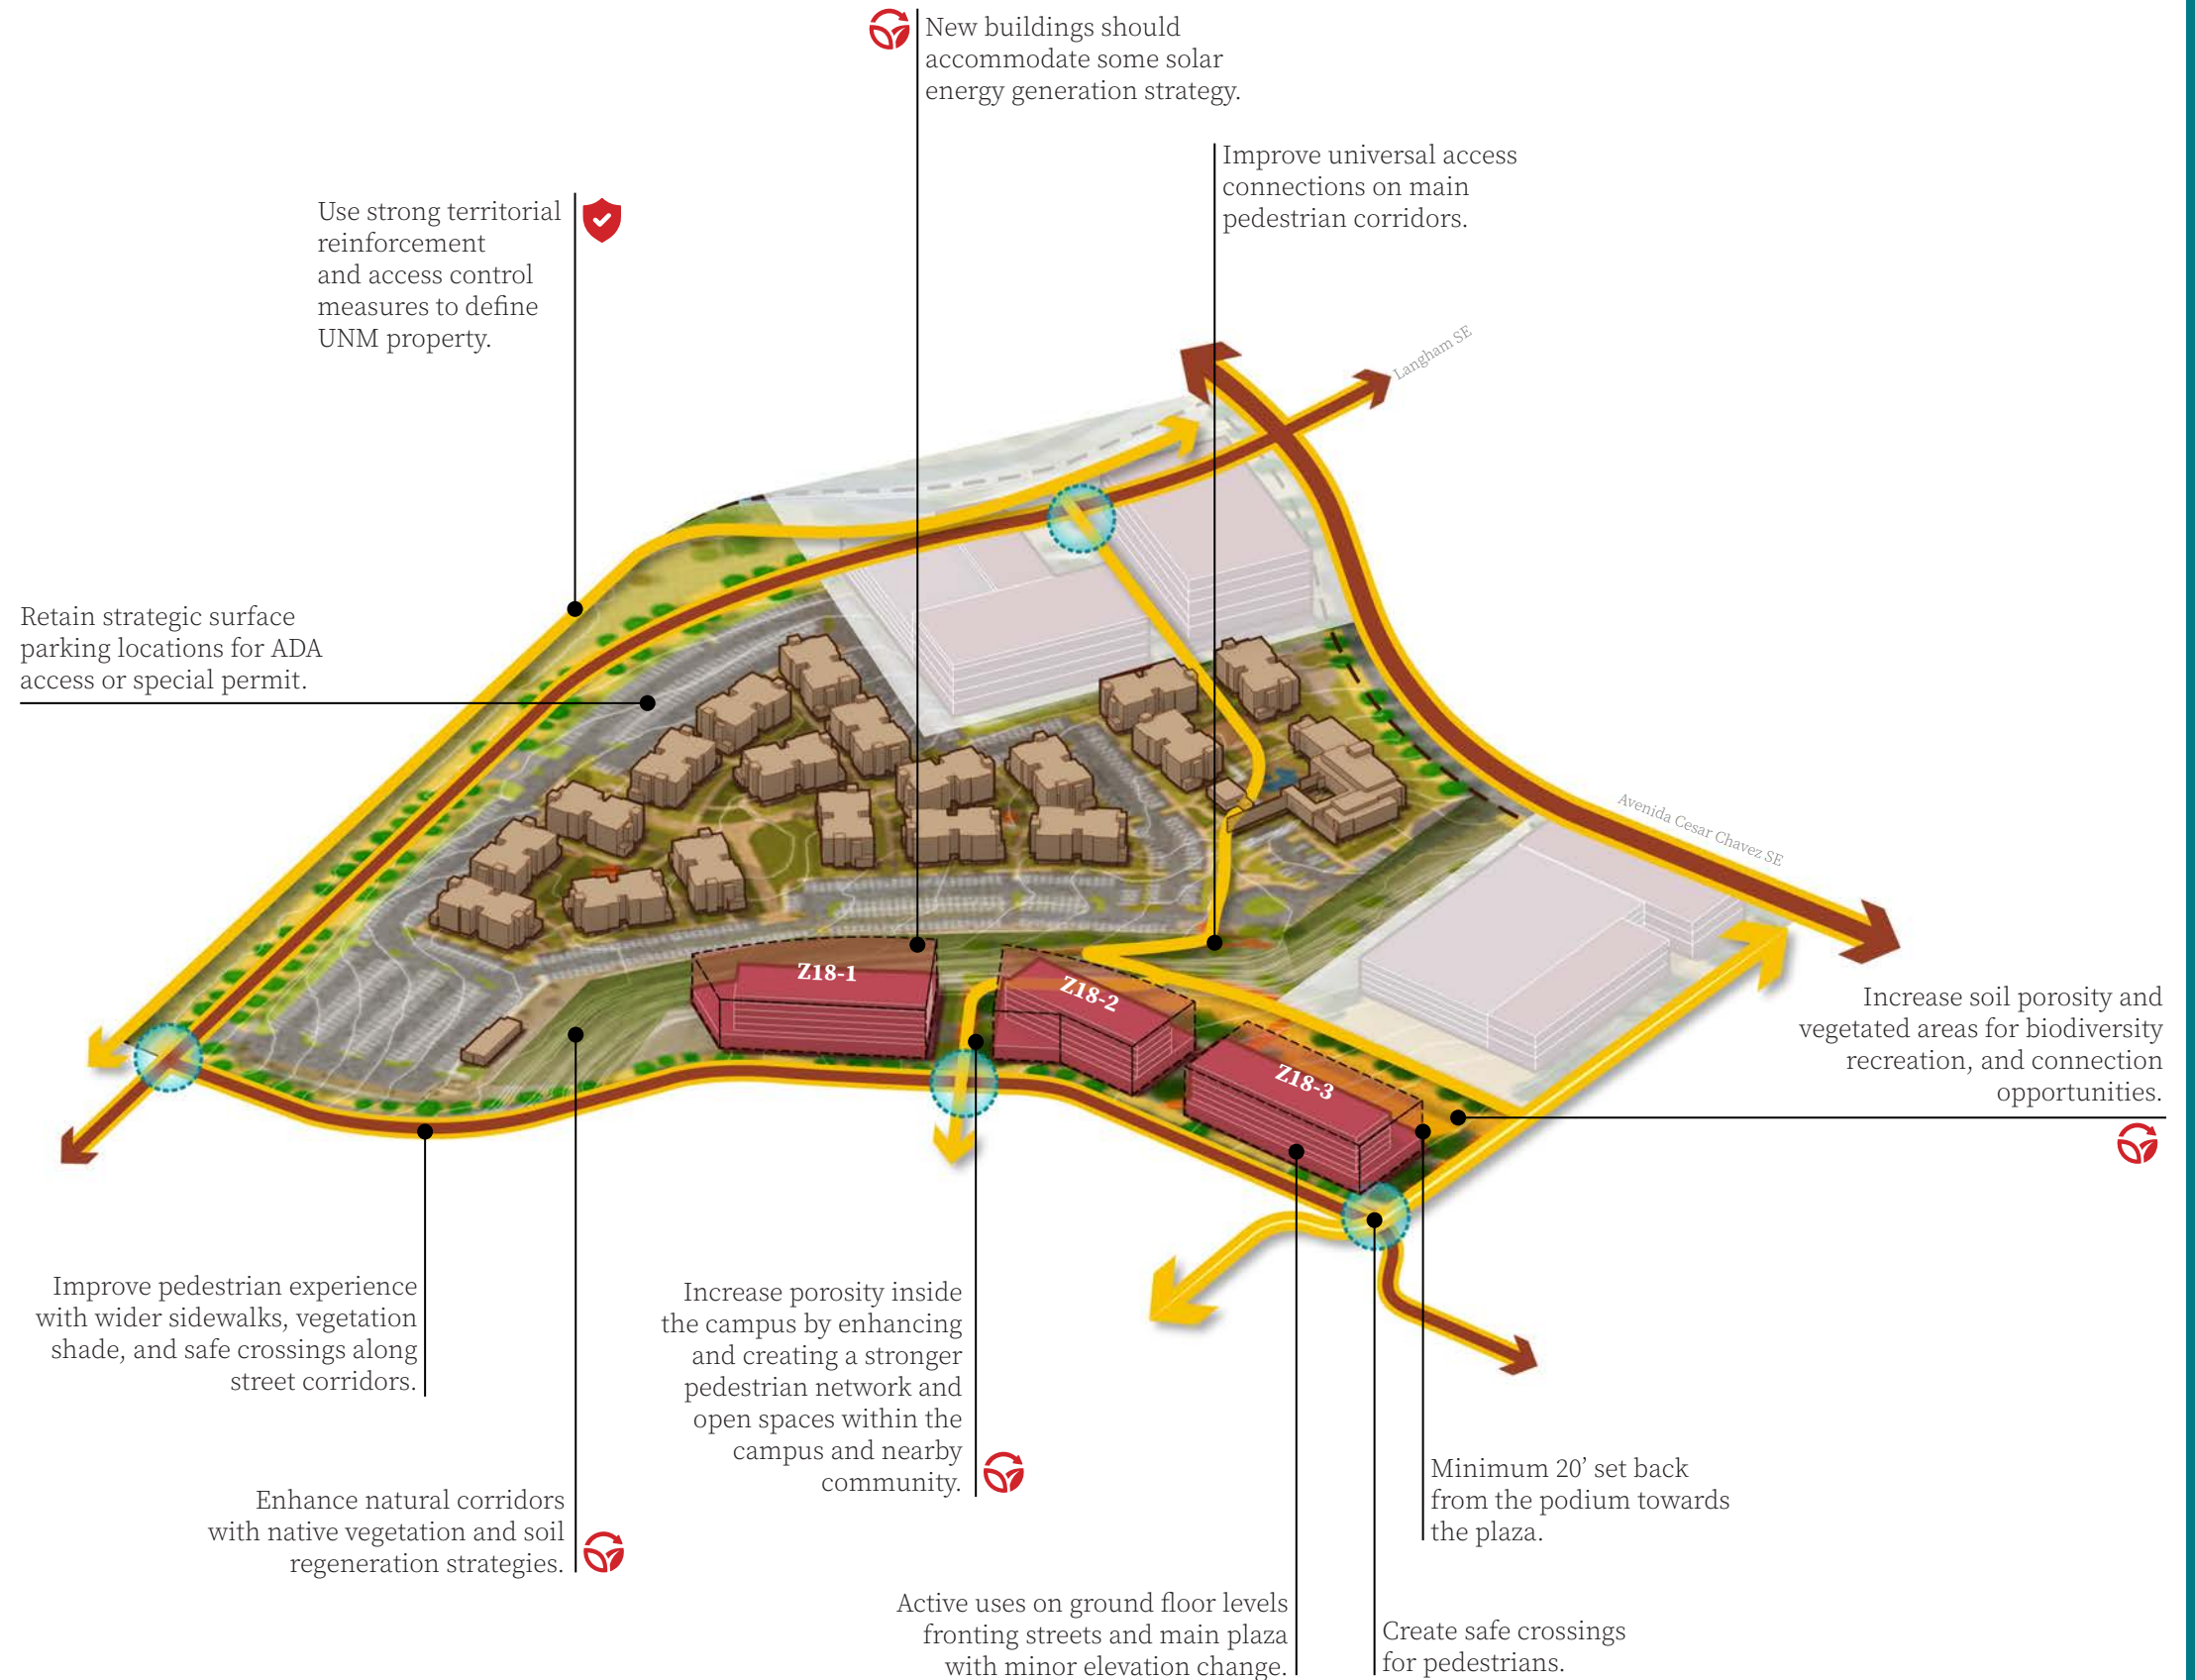 New buildings should
accommodate some solar
energy generation strategy.
Improve universal access
connections on main
pedestrian corridors.
Use strong territorial
reinforcement
and access control
measures to define
UNM property.
Langham SE
Retain strategic surface
parking locations for ADA
access or special permit.
Avenida Cesar Chavez SE
Z18-1
Z18-2
Z18-3
Increase soil porosity and
vegetated areas for biodiversity
recreation, and connection
opportunities.
Improve pedestrian experience
with wider sidewalks, vegetation
shade, and safe crossings along
street corridors.
Increase porosity inside
the campus by enhancing
and creating a stronger
pedestrian network and
open spaces within the
campus and nearby
community.
Minimum 20’ set back
from the podium towards
the plaza.
Enhance natural corridors
with native vegetation and soil
regeneration strategies.
Active uses on ground floor levels
fronting streets and main plaza
with minor elevation change.
Create safe crossings
for pedestrians.